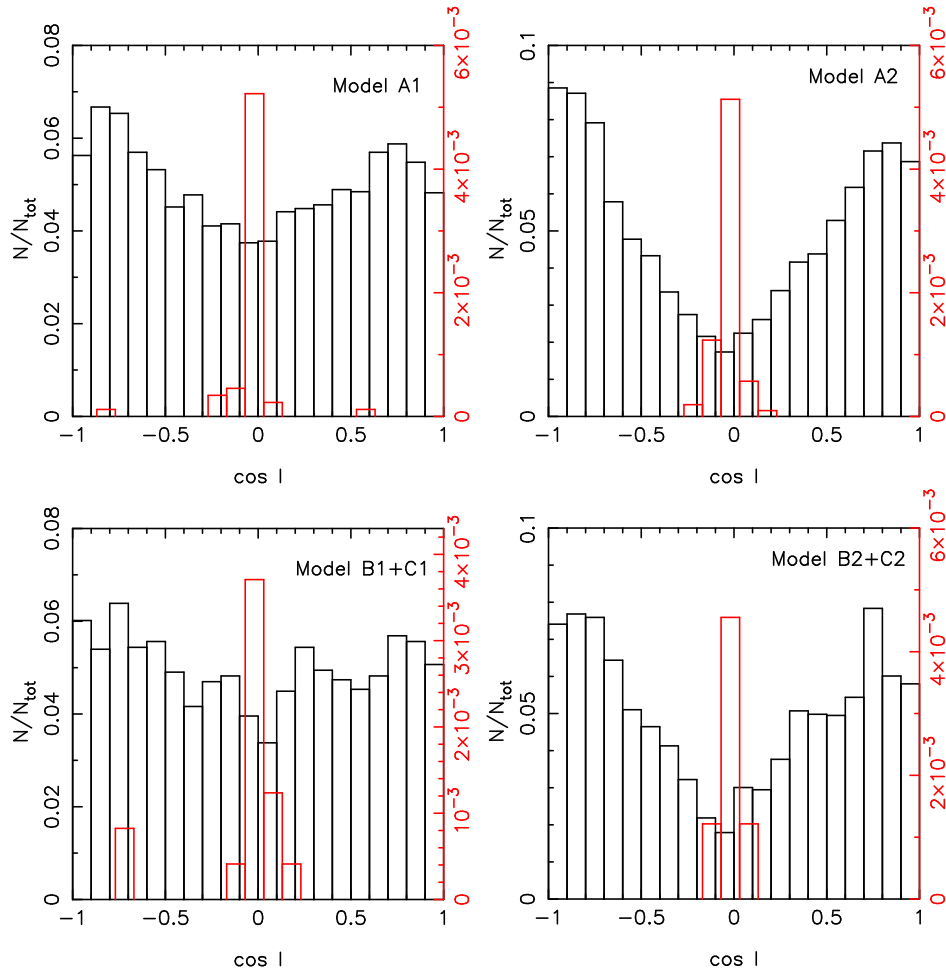 Model A1
0.08
0.06
0.04
0.02
0
N/N_tot
6×10⁻³
4×10⁻³
2×10⁻³
0
−1 −0.5 0 0.5 1
cos I
Model A2
0.1
0.05
0
N/N_tot
6×10⁻³
4×10⁻³
2×10⁻³
0
−1 −0.5 0 0.5 1
cos I
Model B1+C1
0.08
0.06
0.04
0.02
0
N/N_tot
4×10⁻³
3×10⁻³
2×10⁻³
10⁻³
0
−1 −0.5 0 0.5 1
cos I
Model B2+C2
0.1
0.05
0
N/N_tot
6×10⁻³
4×10⁻³
2×10⁻³
0
−1 −0.5 0 0.5 1
cos I